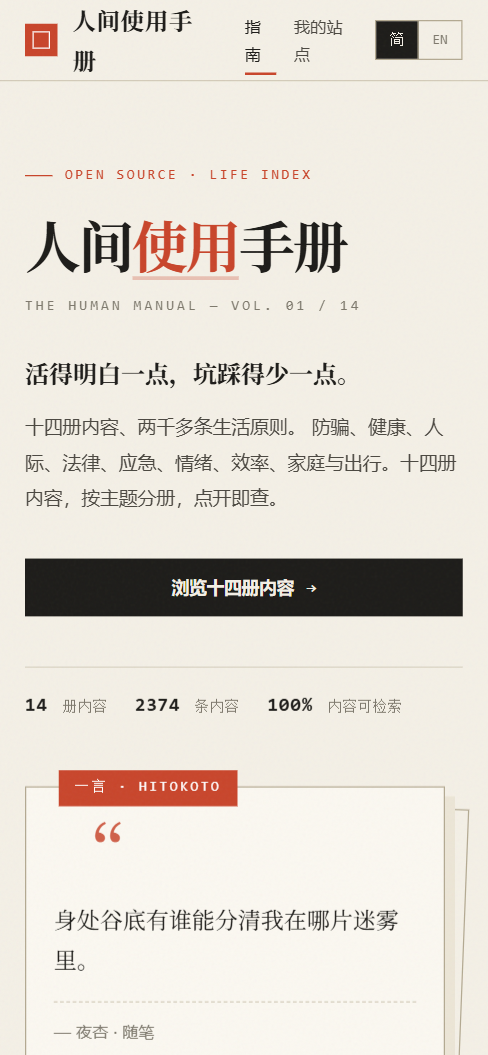 人间使用手
册
指
南
我的站
点
简
EN
OPEN SOURCE · LIFE INDEX
人间使用手册
THE HUMAN MANUAL — VOL. 01 / 14
活得明白一点，坑踩得少一点。
十四册内容、两千多条生活原则。 防骗、健康、人
际、法律、应急、情绪、效率、家庭与出行。十四册
内容，按主题分册，点开即查。
浏览十四册内容 →
14 册内容 2374 条内容 100% 内容可检索
一言 · HITOKOTO
“
身处谷底有谁能分清我在哪片迷雾
里。
— 夜杏 · 随笔